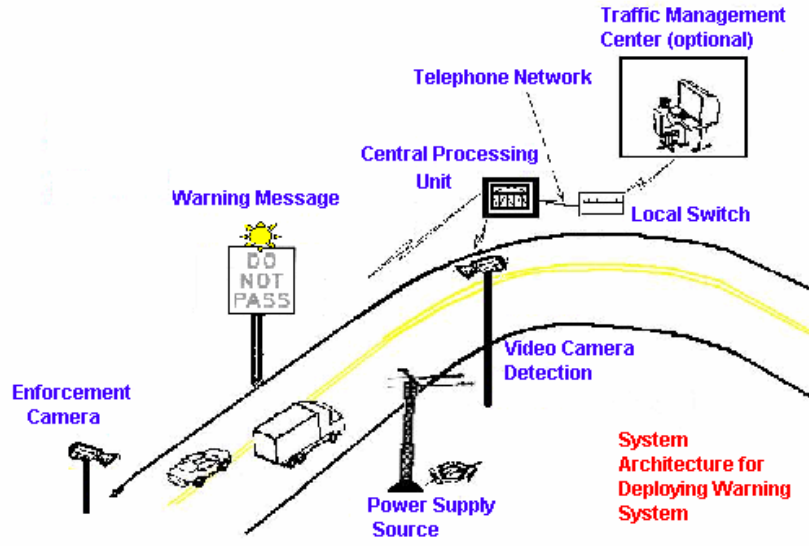 Traffic Management
Center (optional)
Telephone Network
Central Processing
Unit
Warning Message
Local Switch
DO
NOT
PASS
Video Camera
Detection
Enforcement
Camera
System
Architecture for
Deploying Warning
System
Power Supply
Source